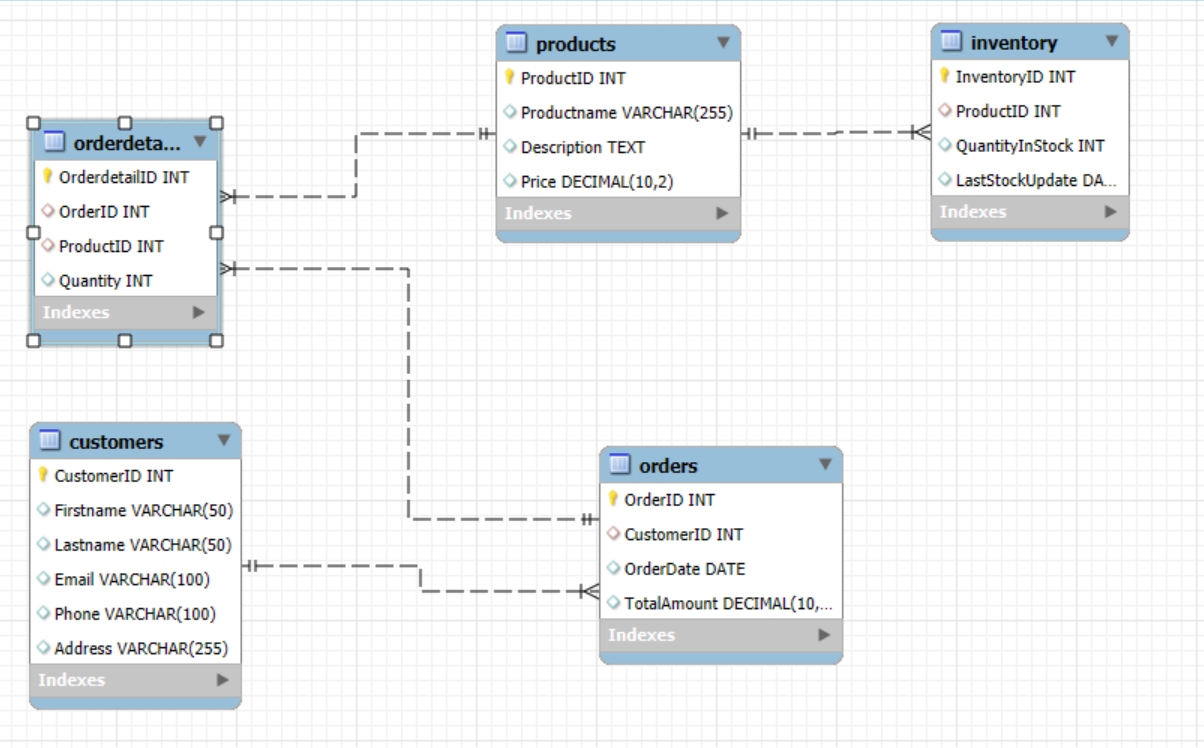 products
ProductID INT
Productname VARCHAR(255)
Description TEXT
Price DECIMAL(10,2)
Indexes
inventory
InventoryID INT
ProductID INT
QuantityInStock INT
LastStockUpdate DA...
Indexes
orderdeta...
OrderdetailID INT
OrderID INT
ProductID INT
Quantity INT
Indexes
customers
CustomerID INT
Firstname VARCHAR(50)
Lastname VARCHAR(50)
Email VARCHAR(100)
Phone VARCHAR(100)
Address VARCHAR(255)
Indexes
orders
OrderID INT
CustomerID INT
OrderDate DATE
TotalAmount DECIMAL(10,...
Indexes